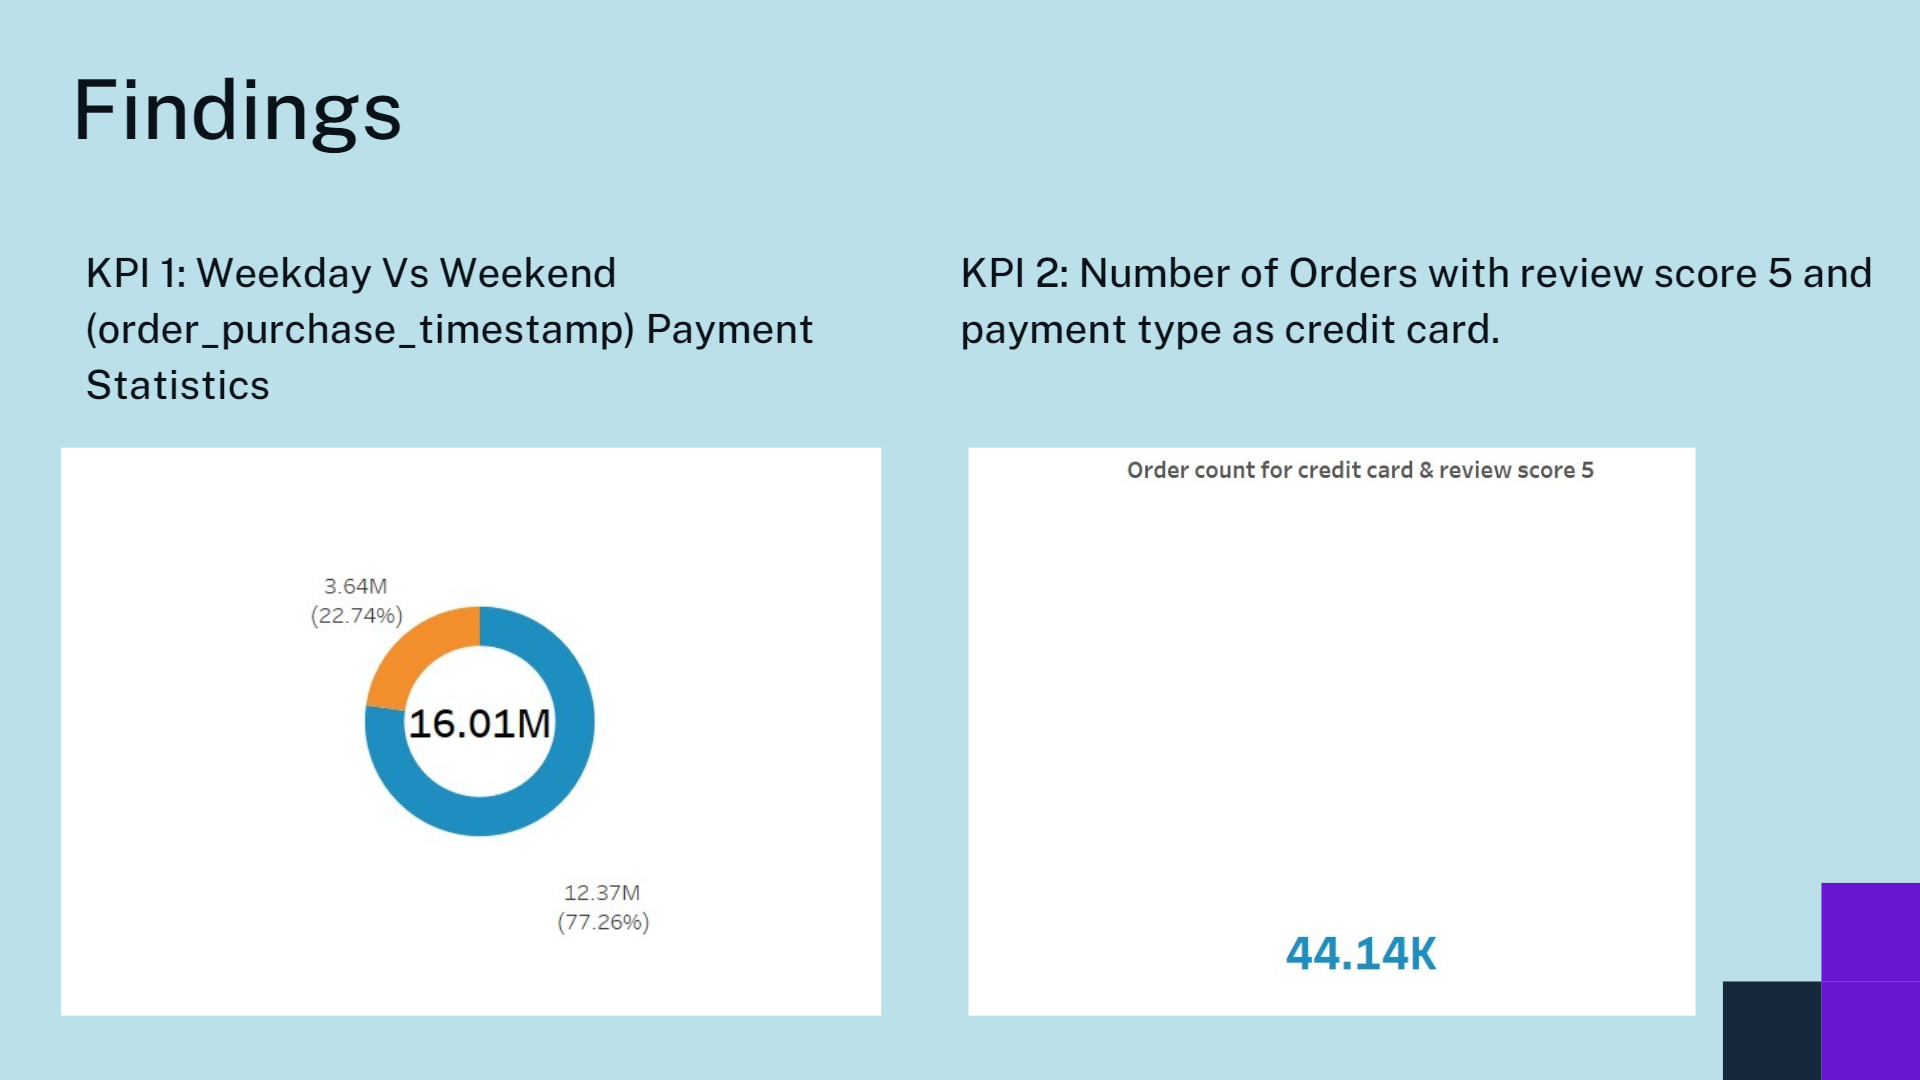 Findings
KPI 1: Weekday Vs Weekend
(order_purchase_timestamp) Payment
Statistics
KPI 2: Number of Orders with review score 5 and
payment type as credit card.
3.64M
(22.74%)
16.01M
12.37M
(77.26%)
Order count for credit card & review score 5
44.14K